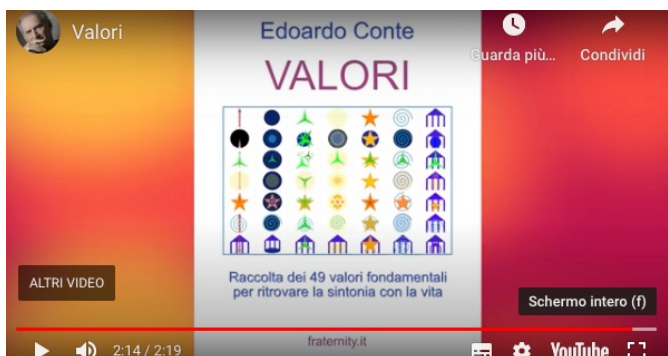 Valori
Guarda più...
Condividi
Edoardo Conte
VALORI
Raccolta dei 49 valori fondamentali
per ritrovare la sintonia con la vita
ALTRI VIDEO
Schermo intero (f)
fraternity.it
2:14 / 2:19
YouTube